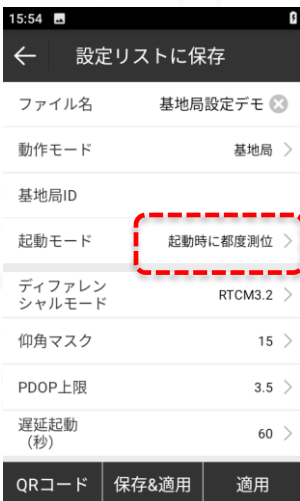 15:54
設定リストに保存
ファイル名 基地局設定デモ
動作モード 基地局
基地局ID
起動モード 起動時に都度測位
ディファレン
シャルモード RTCM3.2
仰角マスク 15
PDOP上限 3.5
遅延起動
（秒） 60
QRコード 保存&適用 適用